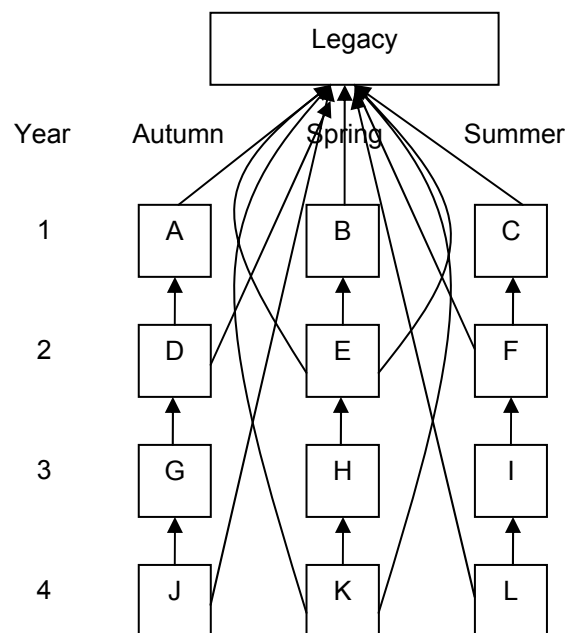 Legacy
Year Autumn Spring Summer
1 A B C
2 D E F
3 G H I
4 J K L